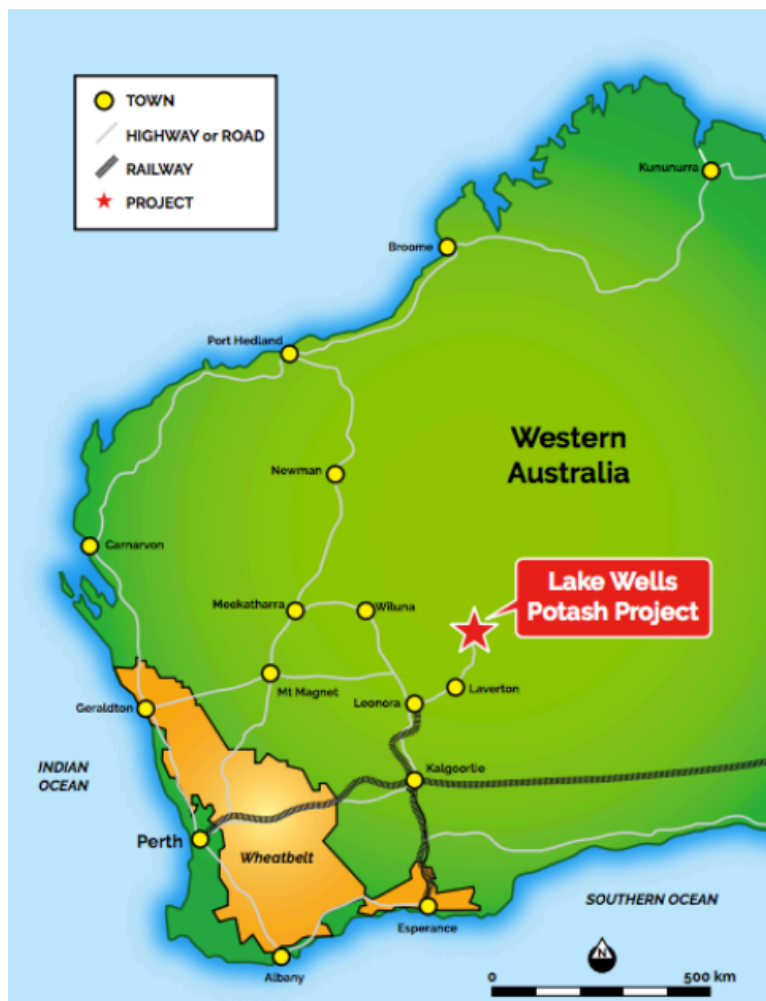 TOWN
HIGHWAY or ROAD
RAILWAY
PROJECT
Kununurra
Broome
Port Hedland
Western
Australia
Newman
Carnarvon
Lake Wells
Potash Project
Meekatharra
Wiluna
Mt Magnet
Laverton
Leonora
Geraldton
INDIAN
OCEAN
Kalgoorlie
Perth
Wheatbelt
SOUTHERN OCEAN
Esperance
N
Albany
0
500 km